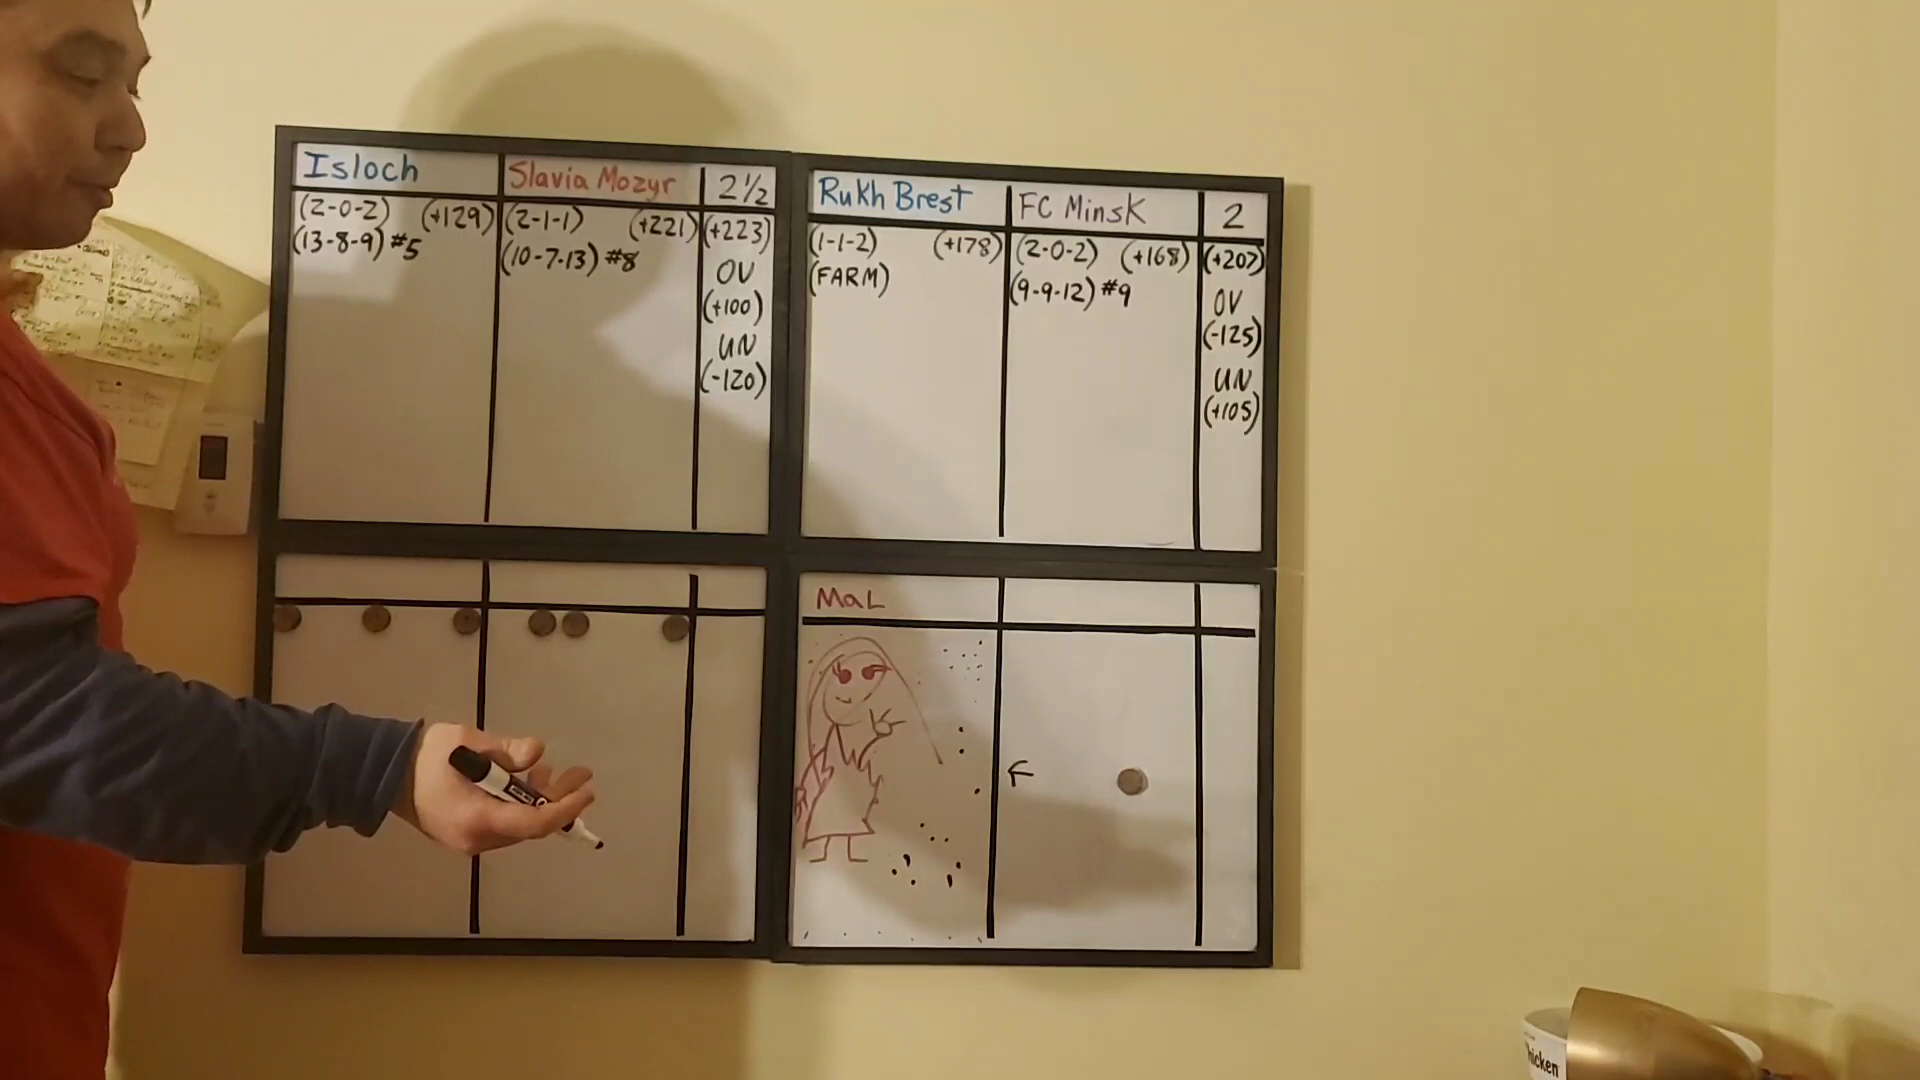 Isloch
Slavia Mozyr
2½
(2-0-2) (+129)
(13-8-9) #5
(2-1-1) (+221)
(10-7-13) #8
(+223)
OV
(+100)
UN
(-120)
Rukh Brest
FC Minsk
2
(1-1-2) (+178)
(FARM)
(2-0-2) (+168)
(9-9-12) #9
(+207)
OV
(-125)
UN
(+105)
MaL
hicken